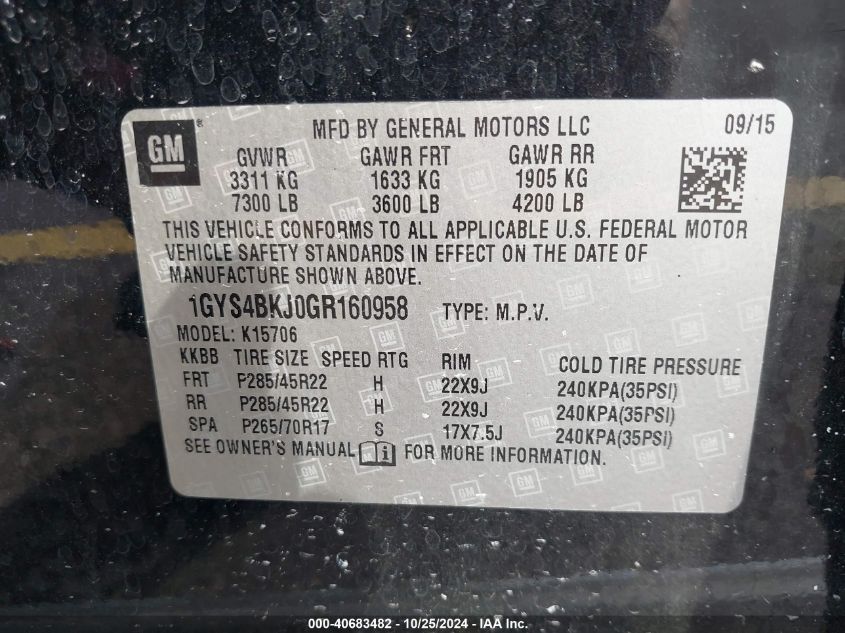 GM ® MFD BY GENERAL MOTORS LLC 09/15
GVWR GAWR FRT GAWR RR
3311 KG 1633 KG 1905 KG
7300 LB 3600 LB 4200 LB
THIS VEHICLE CONFORMS TO ALL APPLICABLE U.S. FEDERAL MOTOR
VEHICLE SAFETY STANDARDS IN EFFECT ON THE DATE OF
MANUFACTURE SHOWN ABOVE.
1GYS4BKJ0GR160958 TYPE: M.P.V.
MODEL: K15706
KKBB TIRE SIZE SPEED RTG RIM COLD TIRE PRESSURE
FRT P285/45R22 H 22X9J 240KPA(35PSI)
RR P285/45R22 H 22X9J 240KPA(35PSI)
SPA P265/70R17 S 17X7.5J 240KPA(35PSI)
SEE OWNER'S MANUAL i FOR MORE INFORMATION.
000-40683482 - 10/25/2024 - IAA Inc.